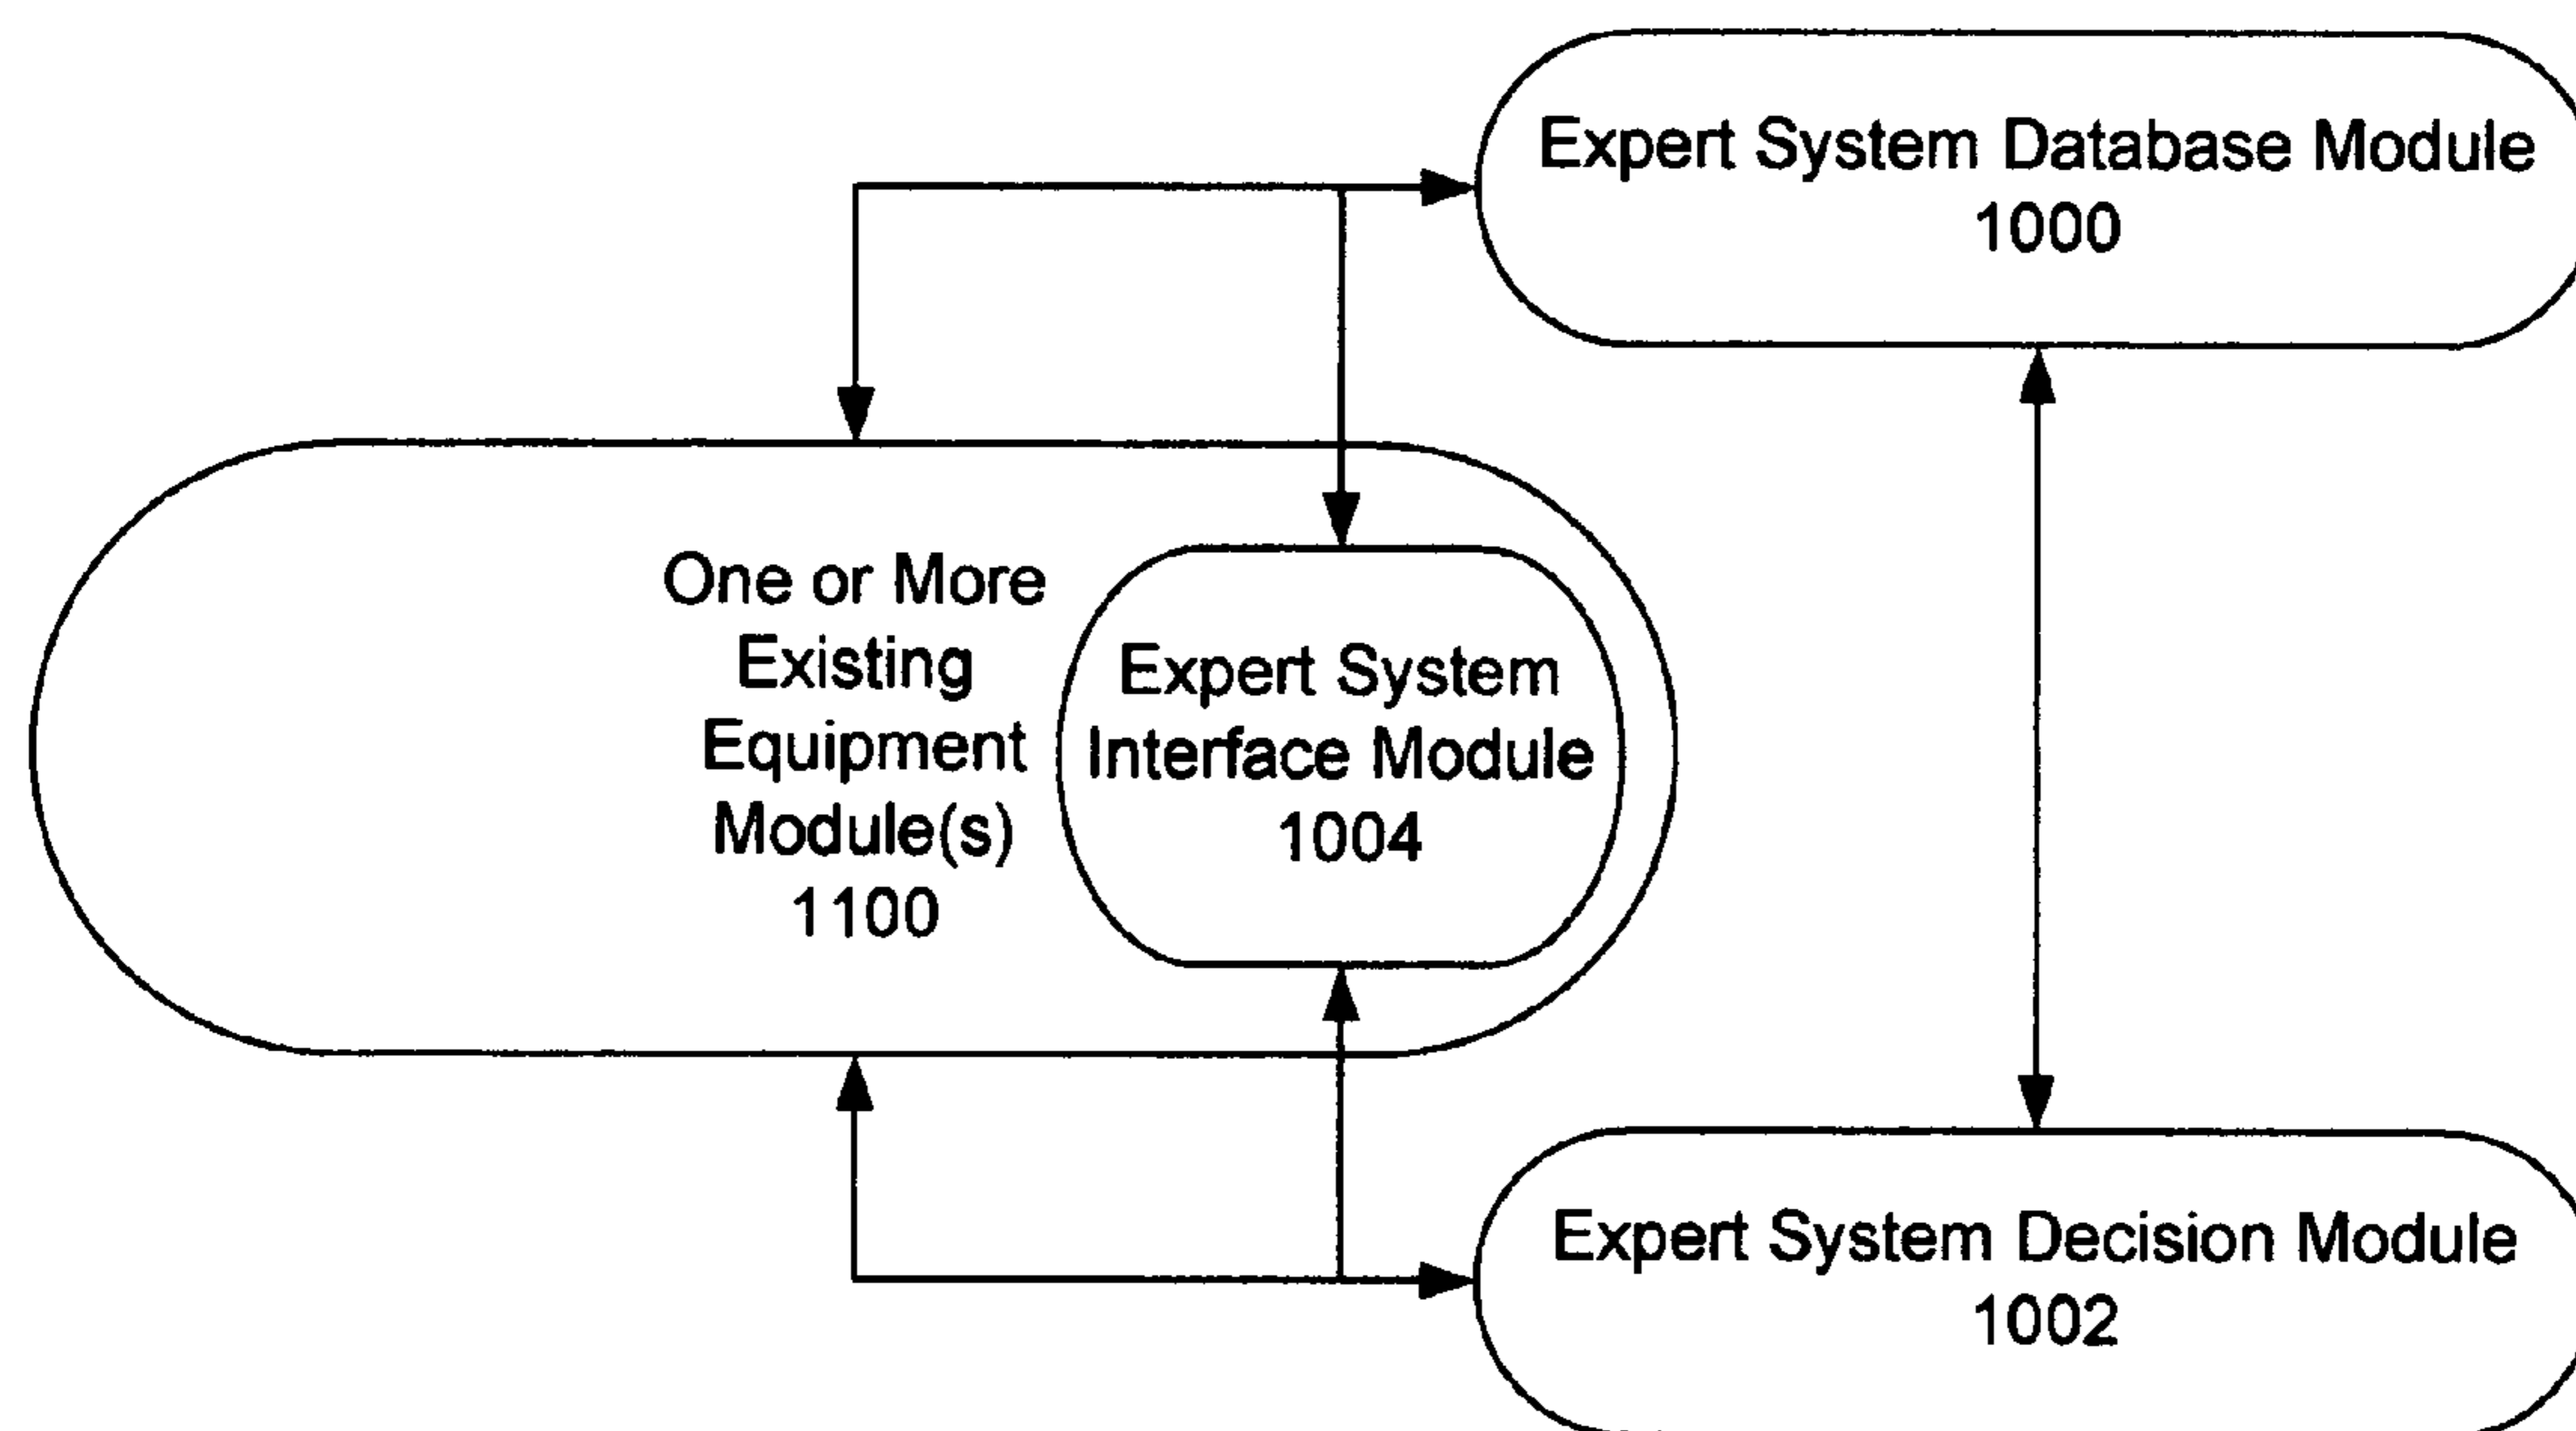 Expert System Database Module
1000
One or More
Existing
Equipment
Module(s)
1100
Expert System
Interface Module
1004
Expert System Decision Module
1002